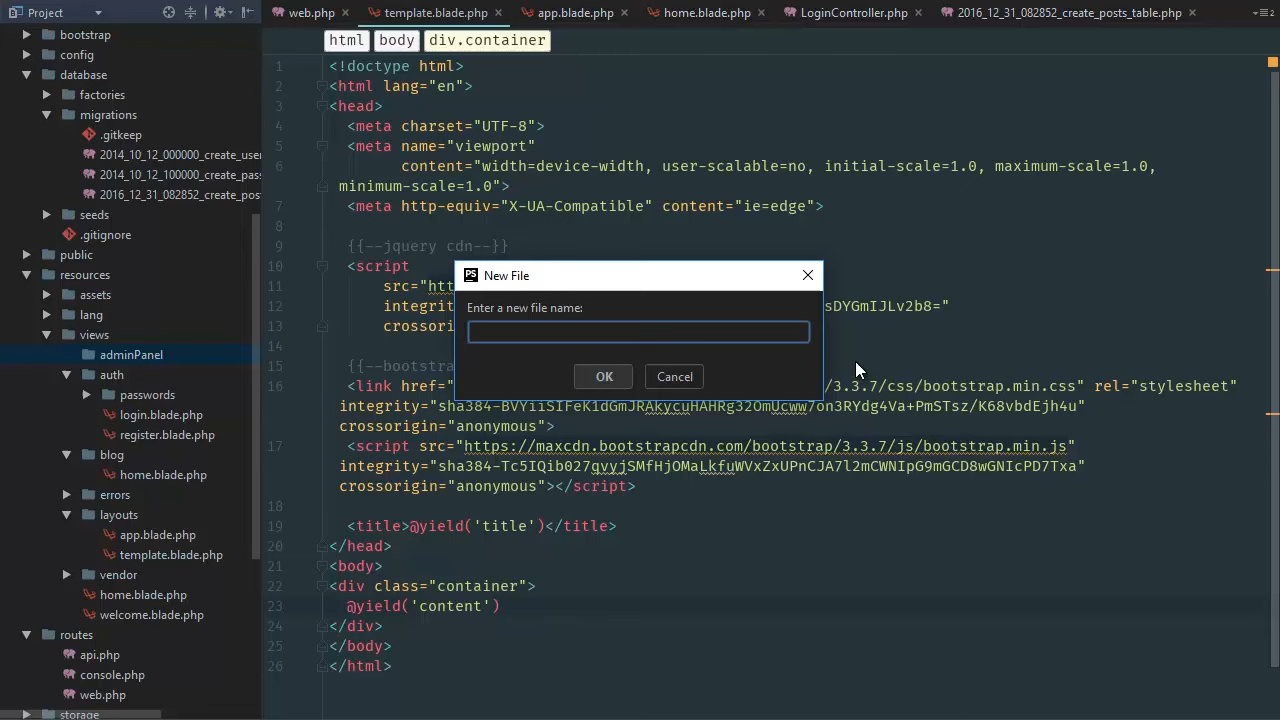 Project
web.php
template.blade.php
app.blade.php
home.blade.php
LoginController.php
2016_12_31_082852_create_posts_table.php
html body div.container
bootstrap
config
database
factories
migrations
.gitkeep
2014_10_12_000000_create_user
2014_10_12_100000_create_pas
2016_12_31_082852_create_pos
seeds
.gitignore
public
resources
assets
lang
views
adminPanel
auth
passwords
login.blade.php
register.blade.php
blog
home.blade.php
errors
layouts
app.blade.php
template.blade.php
vendor
home.blade.php
welcome.blade.php
routes
api.php
console.php
web.php
storage
1 <!doctype html>
2 <html lang="en">
3 <head>
4 <meta charset="UTF-8">
5 <meta name="viewport"
6 content="width=device-width, user-scalable=no, initial-scale=1.0, maximum-scale=1.0,
minimum-scale=1.0">
7 <meta http-equiv="X-UA-Compatible" content="ie=edge">
8
9 {{--jquery cdn--}}
10 <script
11 src="htt
12 integrity sDYGmIJLv2b8="
13 crossori
14
15 {{--bootstra
16 <link href=" /3.3.7/css/bootstrap.min.css" rel="stylesheet"
integrity="sha384-BVYiiSIFeK1dGmJRAkycuHAHRg32OmUcww7on3RYdg4Va+PmSTsz/K68vbdEjh4u"
crossorigin="anonymous">
17 <script src="https://maxcdn.bootstrapcdn.com/bootstrap/3.3.7/js/bootstrap.min.js"
integrity="sha384-Tc5IQib027qvyjSMfHjOMaLkfuWVxZxUPnCJA7l2mCWNIpG9mGCD8wGNIcPD7Txa"
crossorigin="anonymous"></script>
18
19 <title>@yield('title')</title>
20 </head>
21 <body>
22 <div class="container">
23 @yield('content')
24 </div>
25 </body>
26 </html>
PS New File
Enter a new file name:
OK Cancel